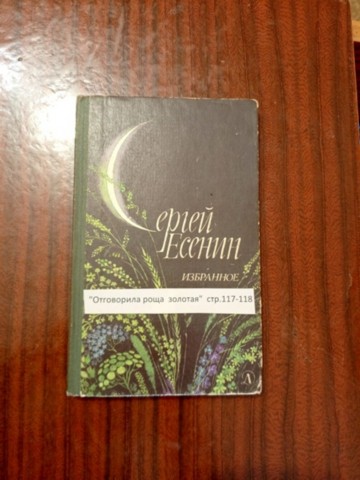 Сергей
Есенин
ИЗБРАННОЕ
"Отговорила роща золотая" стр.117-118
Л